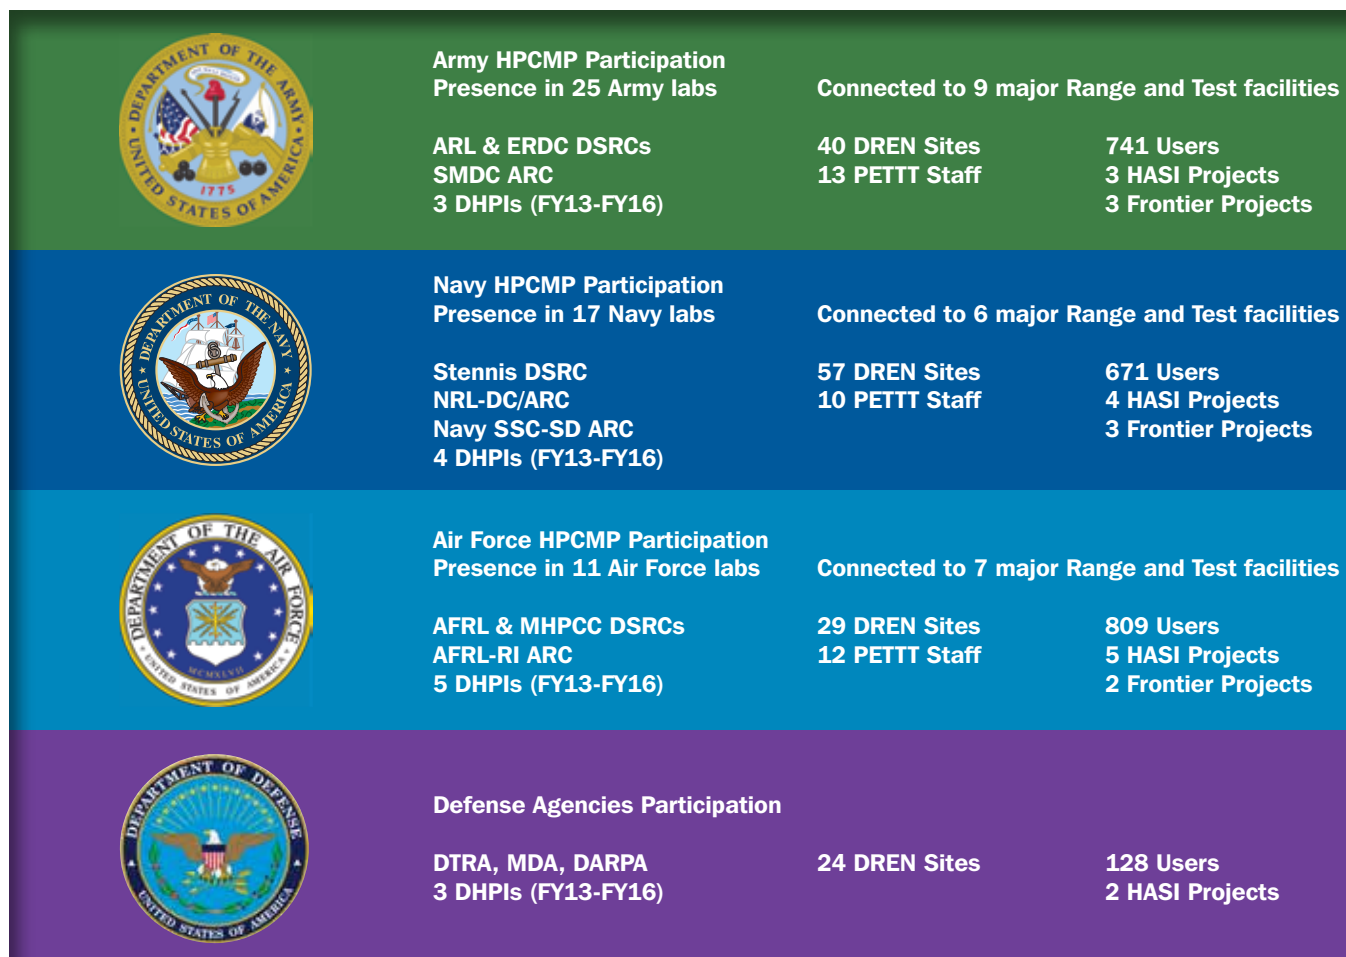 DEPARTMENT OF THE ARMY
UNITED STATES OF AMERICA
1775
Army HPCMP Participation
Presence in 25 Army labs
Connected to 9 major Range and Test facilities
ARL & ERDC DSRCs
SMDC ARC
3 DHPIs (FY13-FY16)
40 DREN Sites
13 PETTT Staff
741 Users
3 HASI Projects
3 Frontier Projects
DEPARTMENT OF THE NAVY
UNITED STATES OF AMERICA
Navy HPCMP Participation
Presence in 17 Navy labs
Connected to 6 major Range and Test facilities
Stennis DSRC
NRL-DC/ARC
Navy SSC-SD ARC
4 DHPIs (FY13-FY16)
57 DREN Sites
10 PETTT Staff
671 Users
4 HASI Projects
3 Frontier Projects
DEPARTMENT OF THE AIR FORCE
UNITED STATES OF AMERICA
MCMXLVII
Air Force HPCMP Participation
Presence in 11 Air Force labs
Connected to 7 major Range and Test facilities
AFRL & MHPCC DSRCs
AFRL-RI ARC
5 DHPIs (FY13-FY16)
29 DREN Sites
12 PETTT Staff
809 Users
5 HASI Projects
2 Frontier Projects
DEPARTMENT OF DEFENSE
UNITED STATES OF AMERICA
Defense Agencies Participation
DTRA, MDA, DARPA
3 DHPIs (FY13-FY16)
24 DREN Sites
128 Users
2 HASI Projects